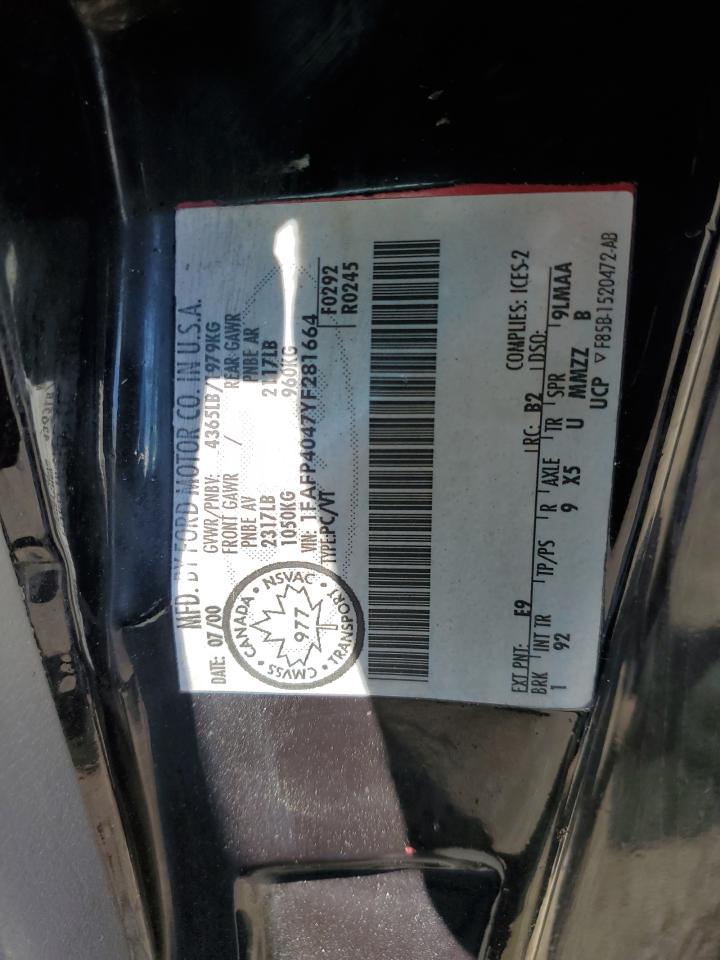 MFD. BY FORD MOTOR CO. IN U.S.A.
DATE: 07/00 GVWR/PNBV: 4365LB/1979KG
FRONT GAWR / REAR GAWR
PNBE AV PNBE AR
2317LB 2117LB
1050KG 960KG
VIN: 1FAFP4047YF281664
TYPE:PC/VT
F0292
R0245
CANADA • NSVAC • TRANSPORT • CMVSS •
977
EXT PNT: E9 RC: B2 DSO: COMPLIES: ICES-2
BRK INT TR TP/PS R AXLE TR SPR 9LMAA
1 92 9 X5 U MMZZ B
UCP ▽ F85B-1520472-AB